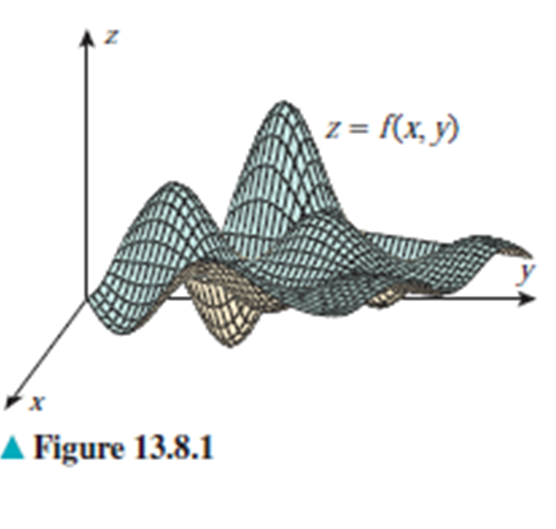 z
z = f(x, y)
y
x
▲ Figure 13.8.1